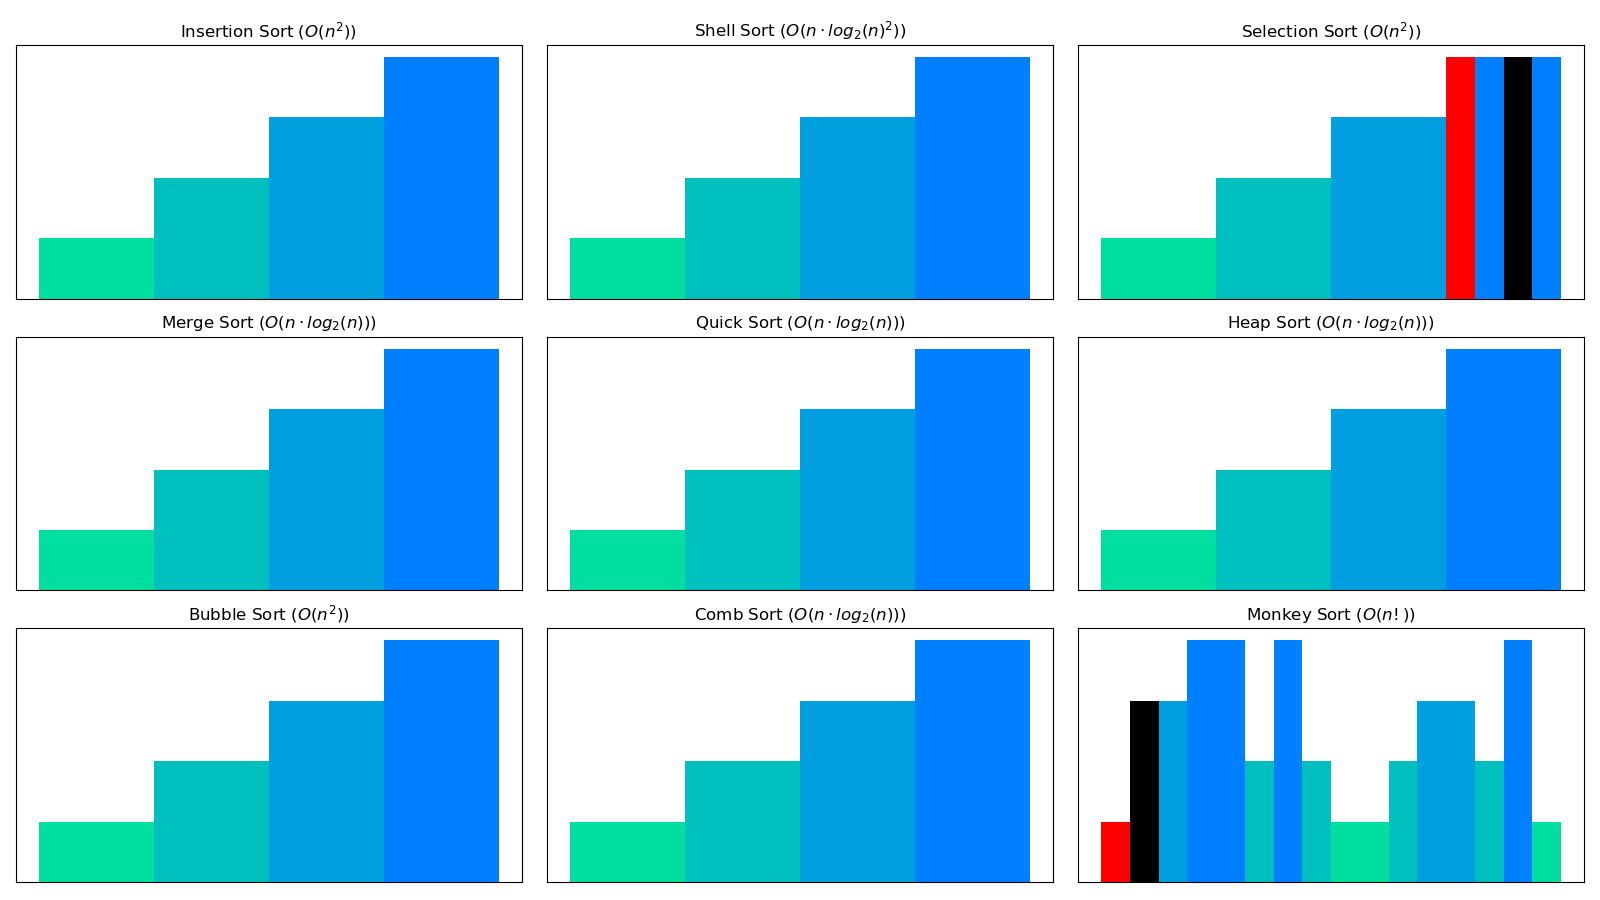 Insertion Sort (O(n²))
Shell Sort (O(n · log₂(n)²))
Selection Sort (O(n²))
Merge Sort (O(n · log₂(n)))
Quick Sort (O(n · log₂(n)))
Heap Sort (O(n · log₂(n)))
Bubble Sort (O(n²))
Comb Sort (O(n · log₂(n)))
Monkey Sort (O(n!))